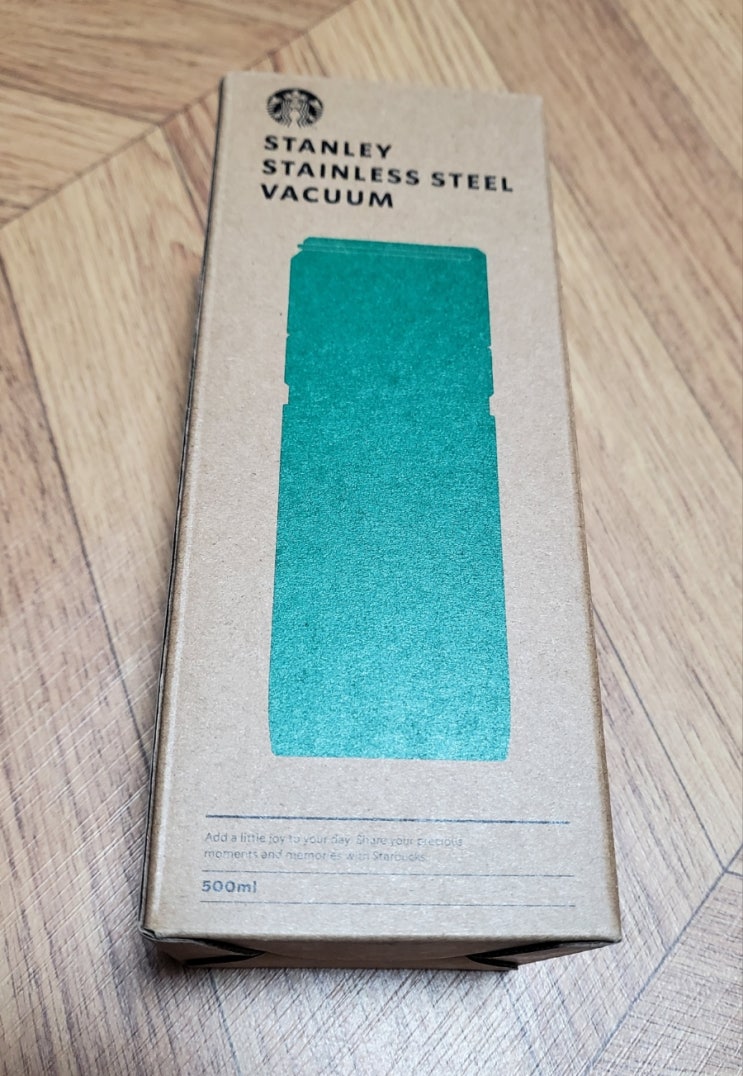 STANLEY
STAINLESS STEEL
VACUUM
Add a little joy to your day. Share your precious
moments and memories with Starbucks.
500ml